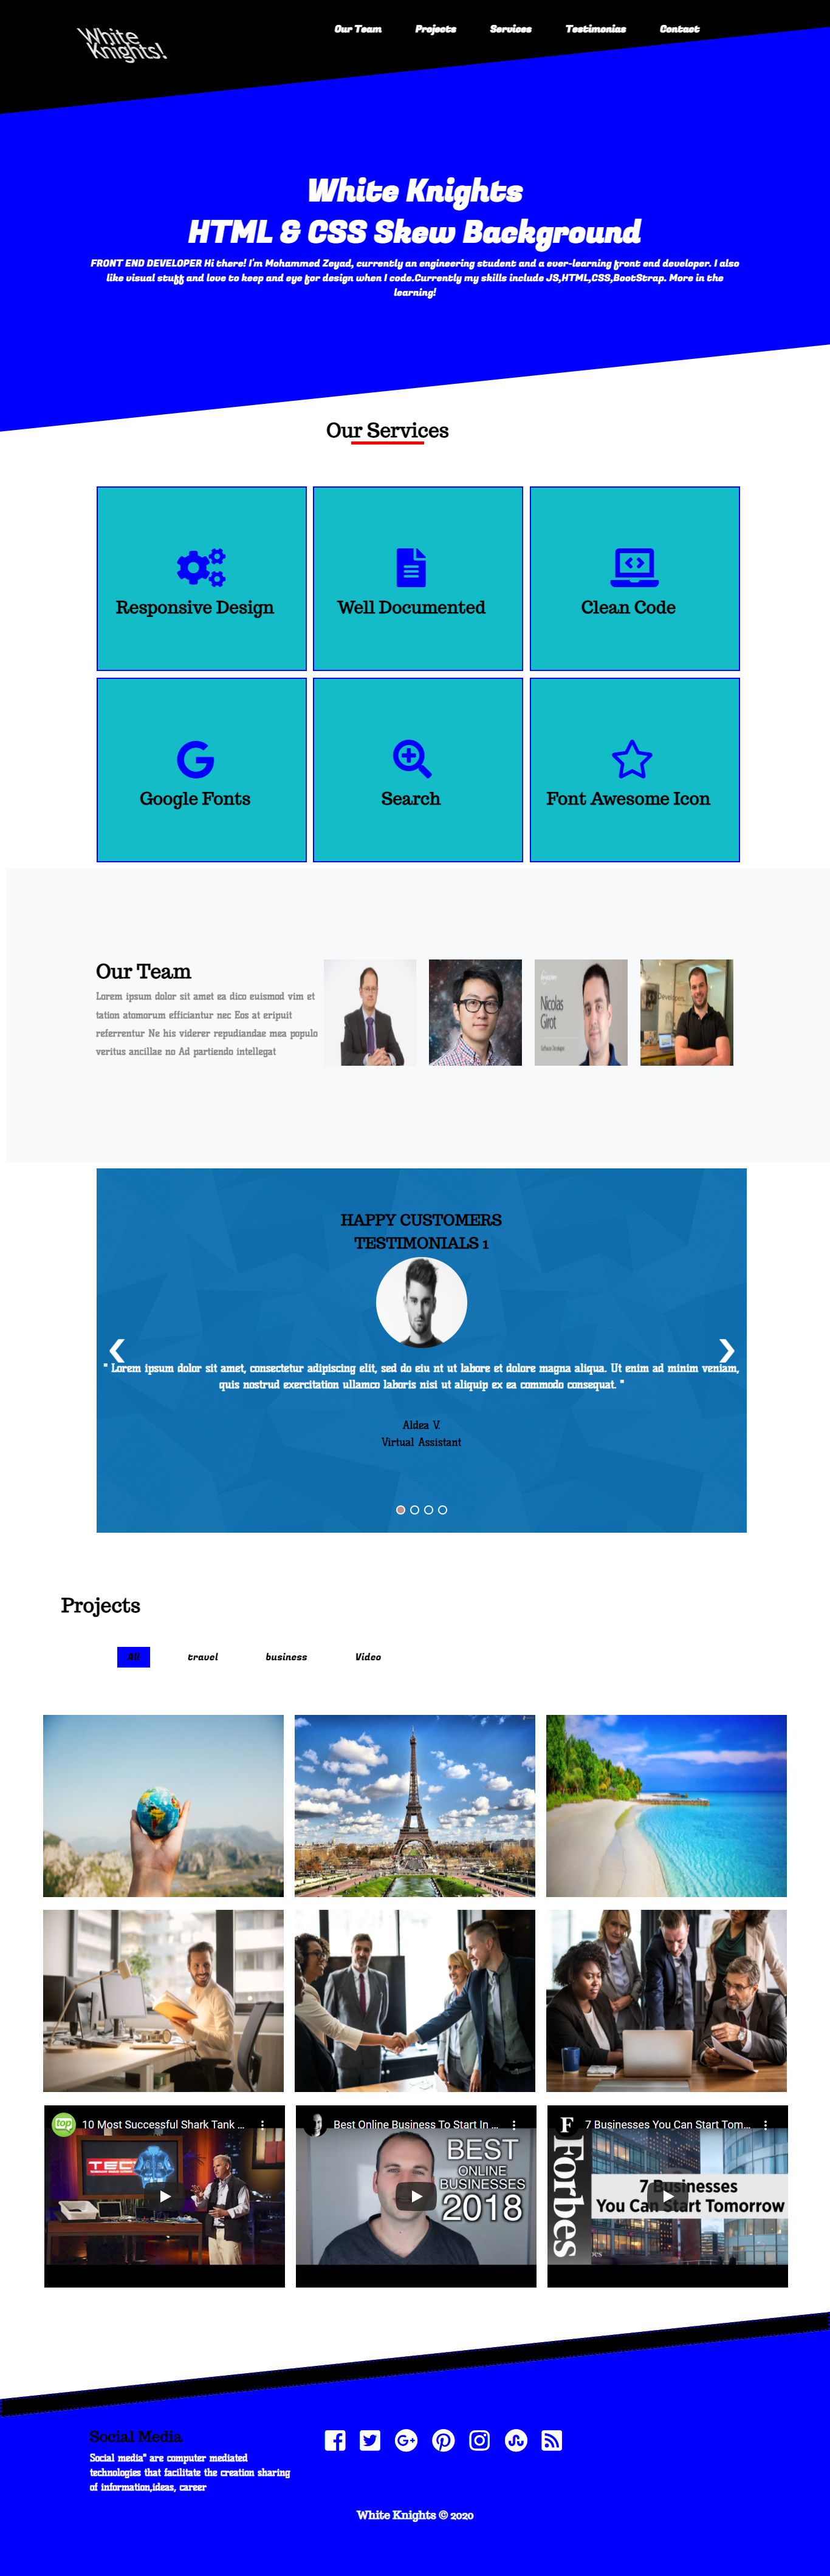 White
Knights!
Our Team Projects Services Testimonias Contact
White Knights
HTML & CSS Skew Background
FRONT END DEVELOPER Hi there! I'm Mohammed Zeyad, currently an engineering student and a ever-learning front end developer. I also
like visual stuff and love to keep and eye for design when I code.Currently my skills include JS,HTML,CSS,BootStrap. More in the
learning!
Our Services
Responsive Design
Well Documented
Clean Code
Google Fonts
Search
Font Awesome Icon
Our Team
Lorem ipsum dolor sit amet ea dico euismod vim et
tation atomorum efficiantur nec Eos at eripuit
referrentur Ne his viderer repudiandae mea populo
veritus ancillae no Ad partiendo intellegat
Nicolas
Girot
Software Developer
Developers.
HAPPY CUSTOMERS
TESTIMONIALS 1
" Lorem ipsum dolor sit amet, consectetur adipiscing elit, sed do eiu nt ut labore et dolore magna aliqua. Ut enim ad minim veniam,
quis nostrud exercitation ullamco laboris nisi ut aliquip ex ea commodo consequat. "
Aldea V.
Virtual Assistant
Projects
All travel business Video
top
10 Most Successful Shark Tank ...
TEC
Best Online Business To Start In ...
BEST
ONLINE
BUSINESSES
2018
F
7 Businesses You Can Start Tom...
Forbes
7 Businesses
You Can Start Tomorrow
Social Media
Social media" are computer mediated
technologies that facilitate the creation sharing
of information,ideas, career
White Knights © 2020